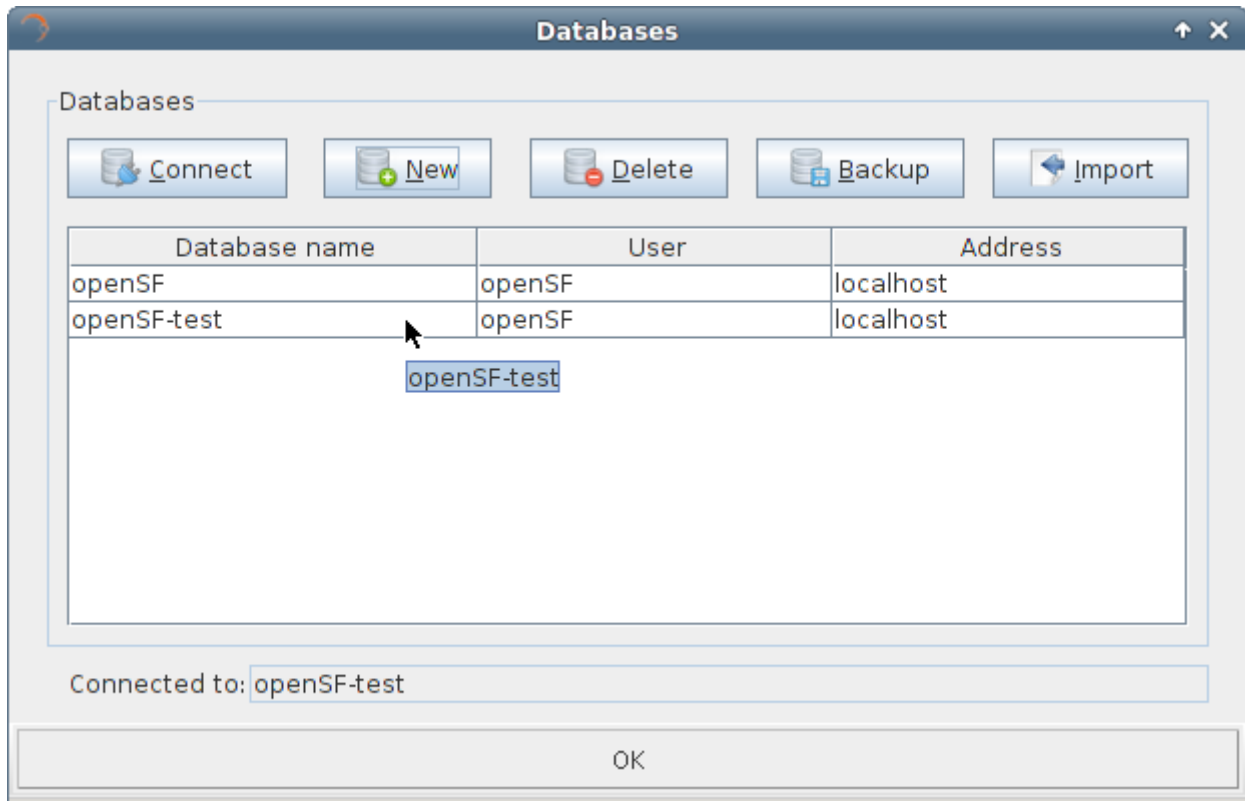 Databases
Databases
Connect New Delete Backup Import
Database name User Address
openSF openSF localhost
openSF-test openSF localhost
openSF-test
Connected to: openSF-test
OK